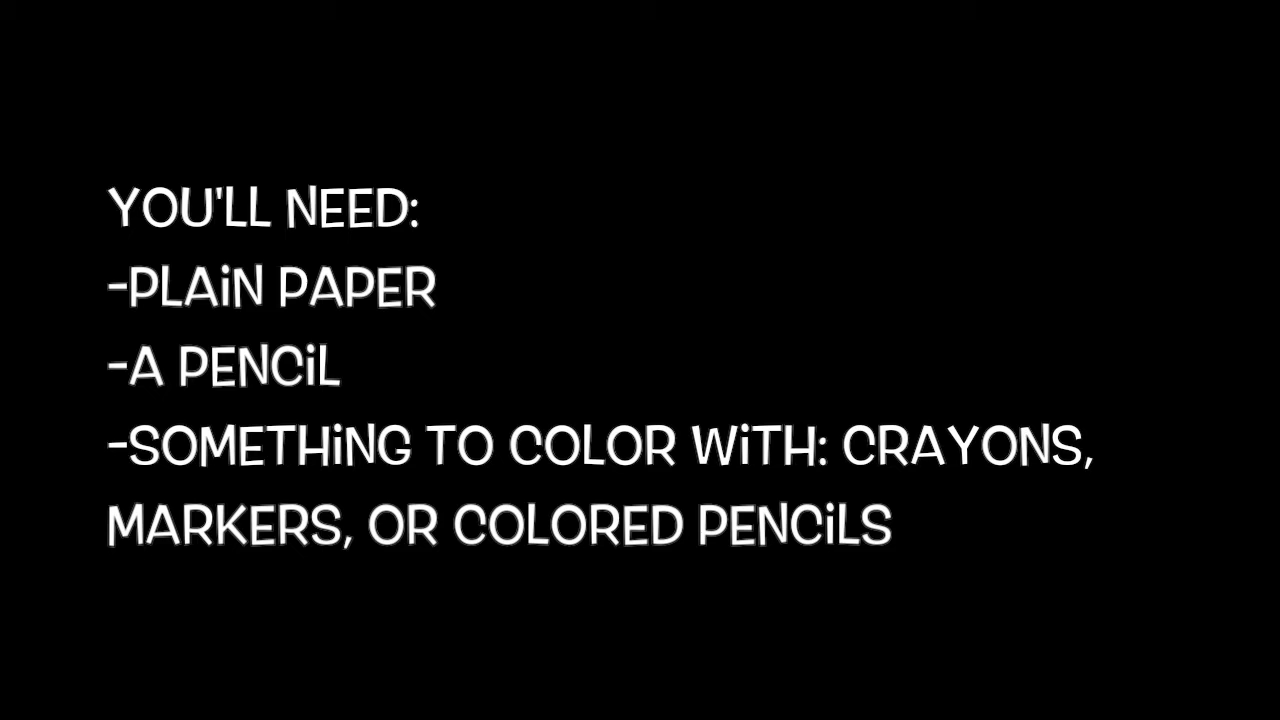 YOU'LL NEED:
-PLAiN PAPER
-A PENCiL
-SOMETHiNG TO COLOR WiTH: CRAYONS,
MARKERS, OR COLORED PENCiLS